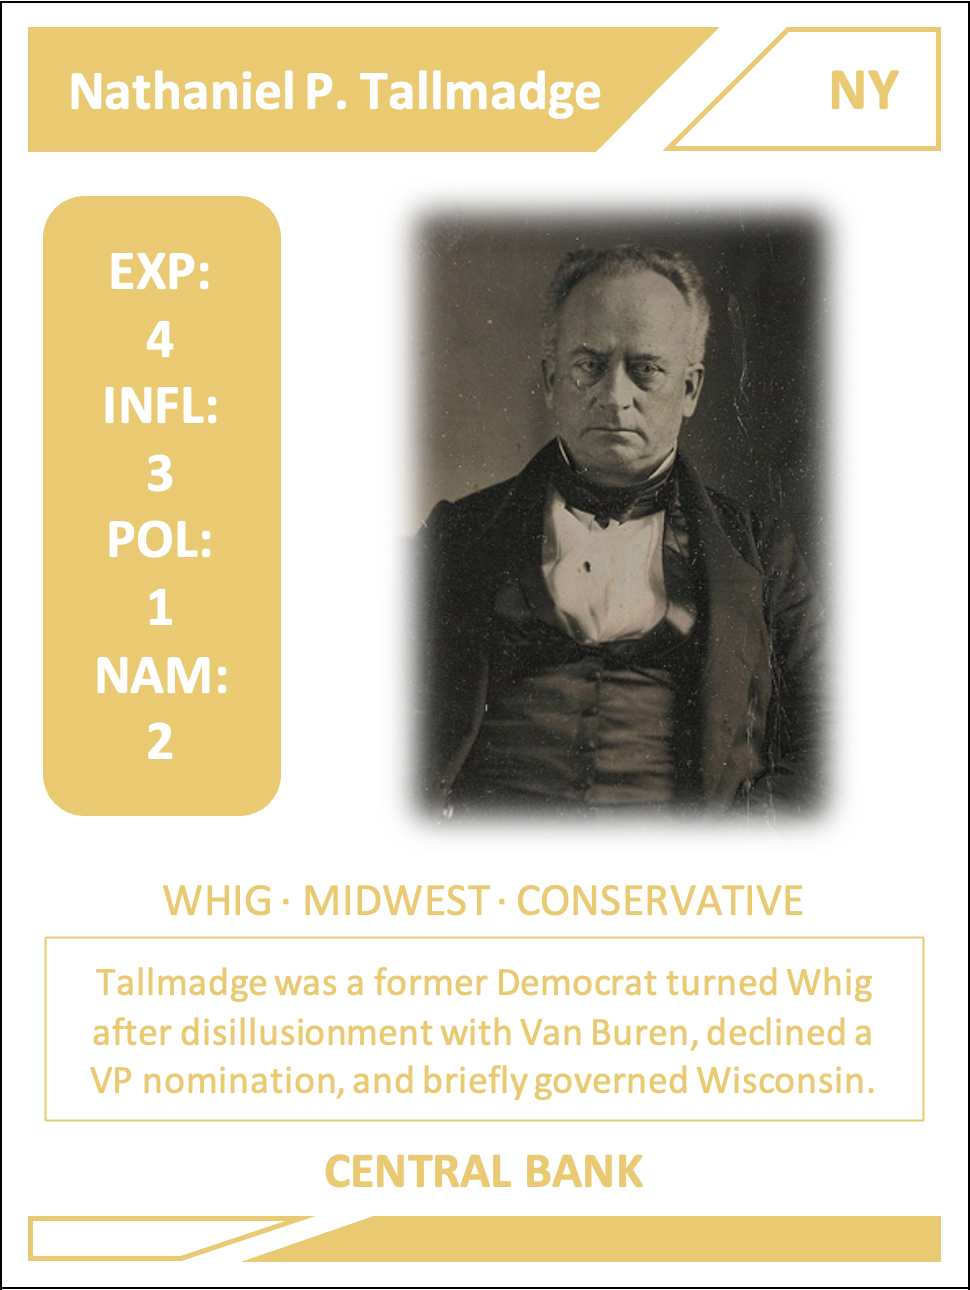 Nathaniel P. Tallmadge
NY
EXP:
4
INFL:
3
POL:
1
NAM:
2
WHIG · MIDWEST · CONSERVATIVE
Tallmadge was a former Democrat turned Whig
after disillusionment with Van Buren, declined a
VP nomination, and briefly governed Wisconsin.
CENTRAL BANK